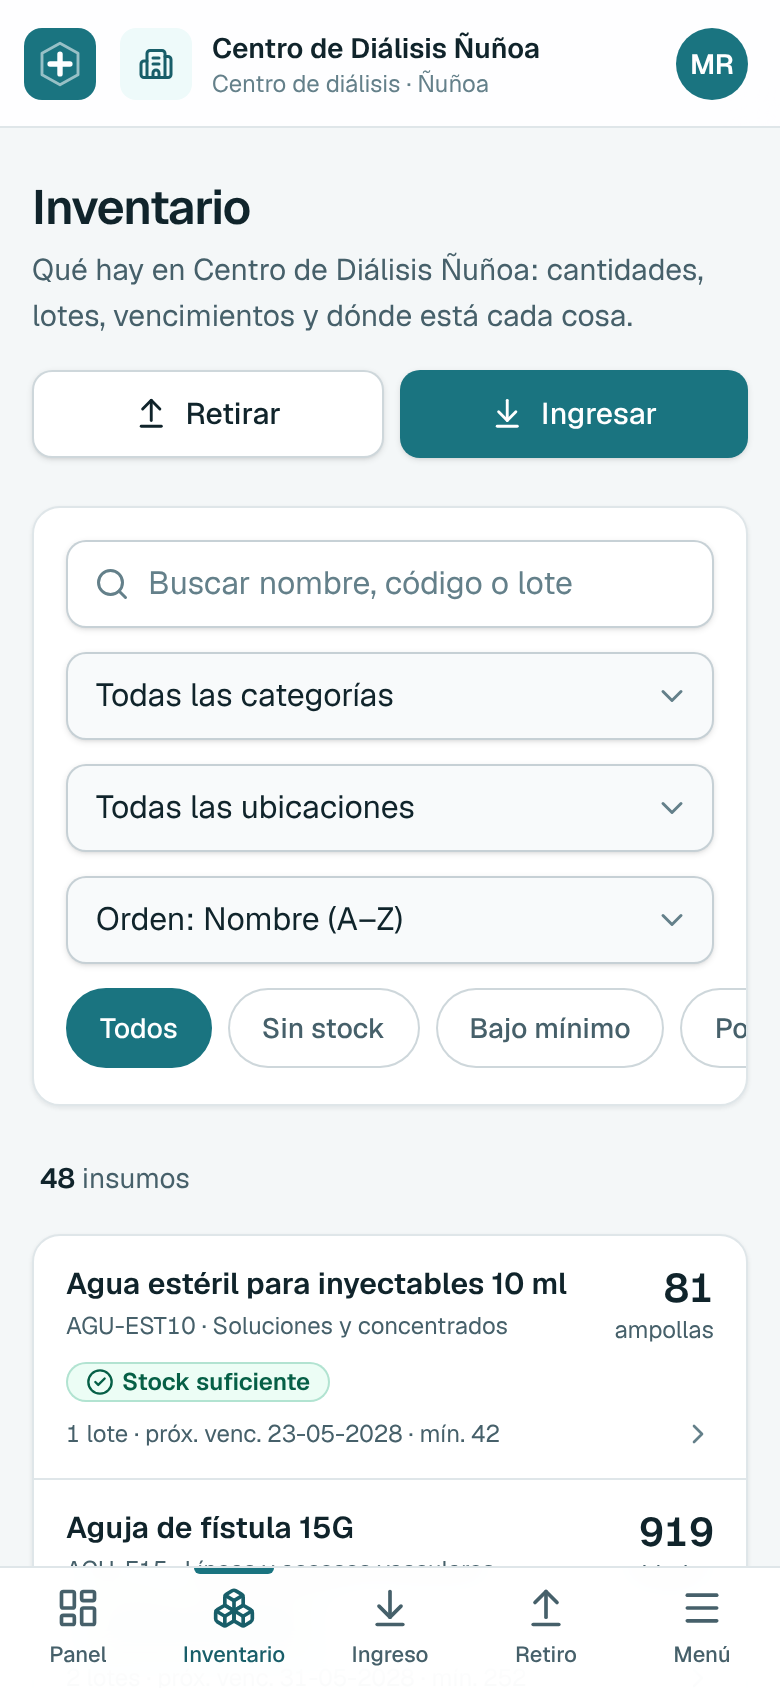 Centro de Diálisis Ñuñoa
Centro de diálisis · Ñuñoa
MR
Inventario
Qué hay en Centro de Diálisis Ñuñoa: cantidades,
lotes, vencimientos y dónde está cada cosa.
Retirar
Ingresar
Buscar nombre, código o lote
Todas las categorías
Todas las ubicaciones
Orden: Nombre (A–Z)
Todos
Sin stock
Bajo mínimo
Po
48 insumos
Agua estéril para inyectables 10 ml
81
AGU-EST10 · Soluciones y concentrados
ampollas
Stock suficiente
1 lote · próx. venc. 23-05-2028 · mín. 42
Aguja de fístula 15G
919
Panel
Inventario
Ingreso
Retiro
Menú